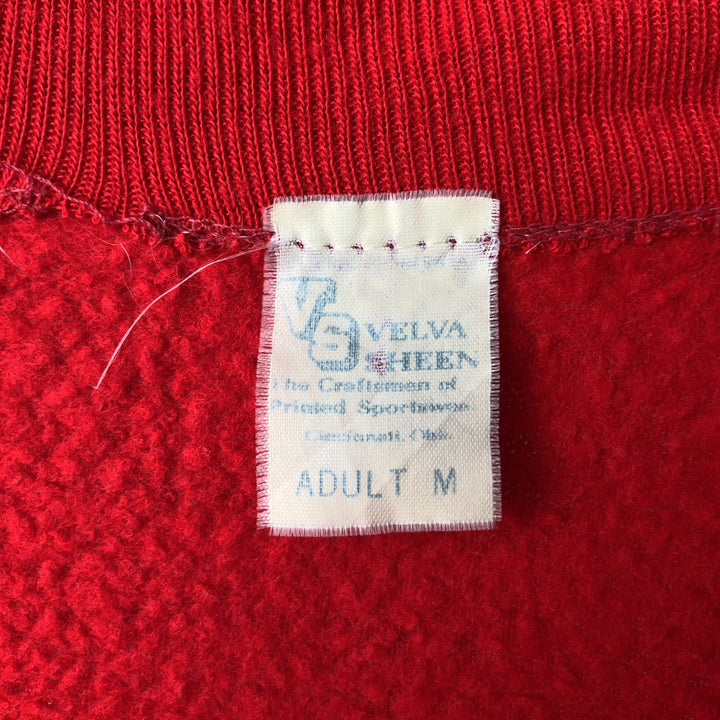 VS VELVA
SHEEN
The Craftsmen of
Printed Sportswear
Cincinnati, Ohio
ADULT M